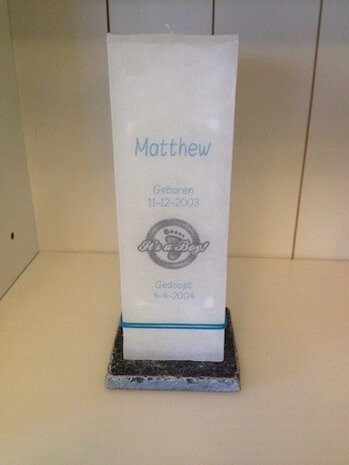 Matthew
Geboren
11-12-2003
It's a Boy!
Gedoopt
4-4-2004